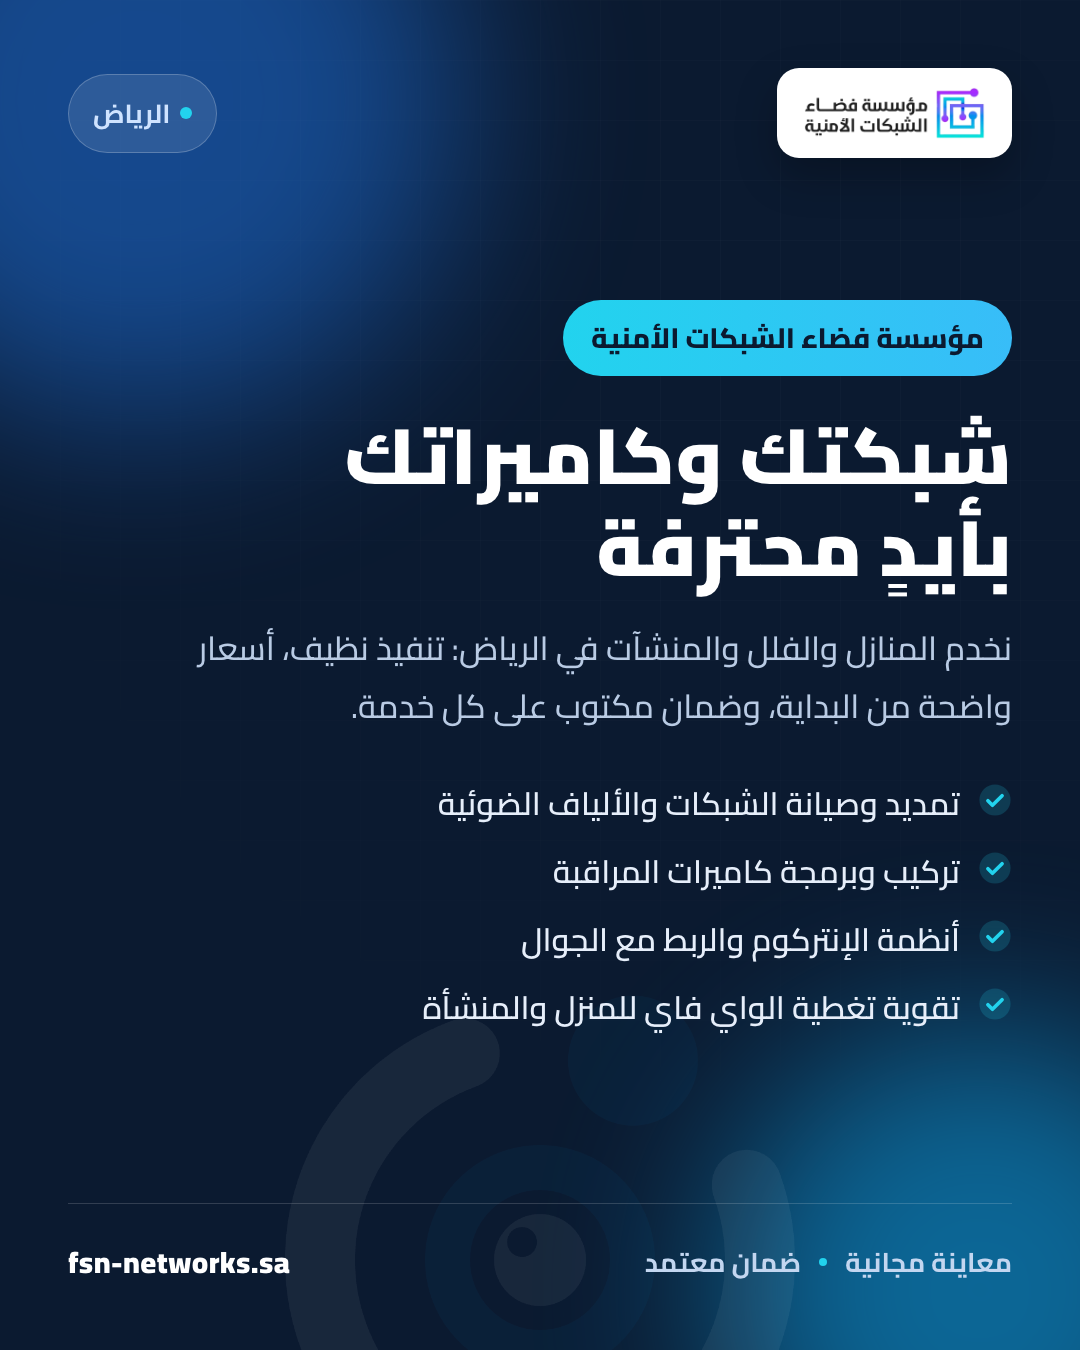 مؤسسة فضـاء
الشبكات الأمنية
الرياض
مؤسسة فضاء الشبكات الأمنية
شبكتك وكاميراتك
بأيدٍ محترفة
نخدم المنازل والفلل والمنشآت في الرياض: تنفيذ نظيف، أسعار
واضحة من البداية، وضمان مكتوب على كل خدمة.
تمديد وصيانة الشبكات والألياف الضوئية
تركيب وبرمجة كاميرات المراقبة
أنظمة الإنتركوم والربط مع الجوال
تقوية تغطية الواي فاي للمنزل والمنشأة
معاينة مجانية • ضمان معتمد
fsn-networks.sa